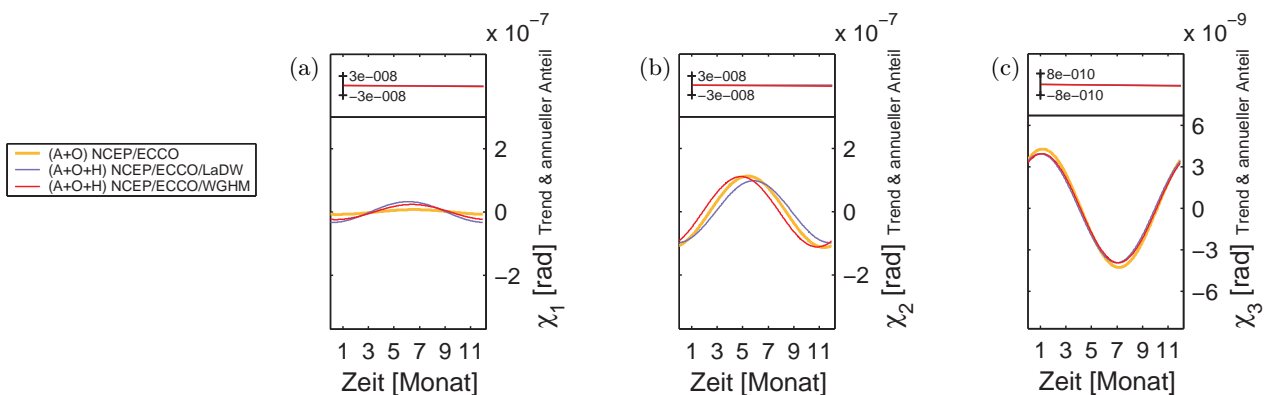 (A+O) NCEP/ECCO
(A+O+H) NCEP/ECCO/LaDW
(A+O+H) NCEP/ECCO/WGHM
(a)
x 10⁻⁷
3e−008
−3e−008
2
0
−2
χ₁ [rad] Trend & annueller Anteil
1 3 5 7 9 11
Zeit [Monat]
(b)
x 10⁻⁷
3e−008
−3e−008
2
0
−2
χ₂ [rad] Trend & annueller Anteil
1 3 5 7 9 11
Zeit [Monat]
(c)
x 10⁻⁹
8e−010
−8e−010
6
3
0
−3
−6
χ₃ [rad] Trend & annueller Anteil
1 3 5 7 9 11
Zeit [Monat]